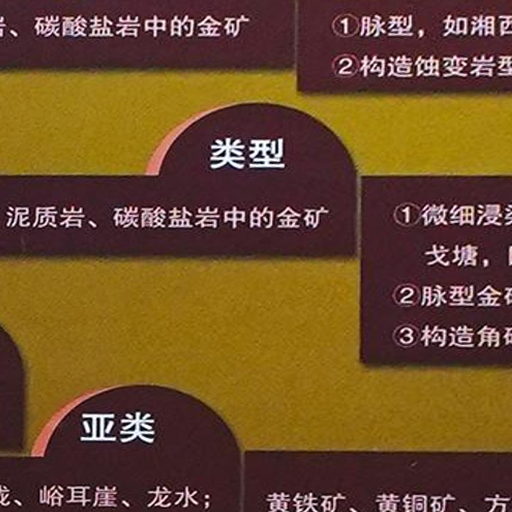 、碳酸盐岩中的金矿
①脉型，如湘西
②构造蚀变岩型
类型
泥质岩、碳酸盐岩中的金矿
①微细浸染
戈塘，
②脉型金矿
③构造角砾
亚类
、峪耳崖、龙水；
黄铁矿、黄铜矿、方